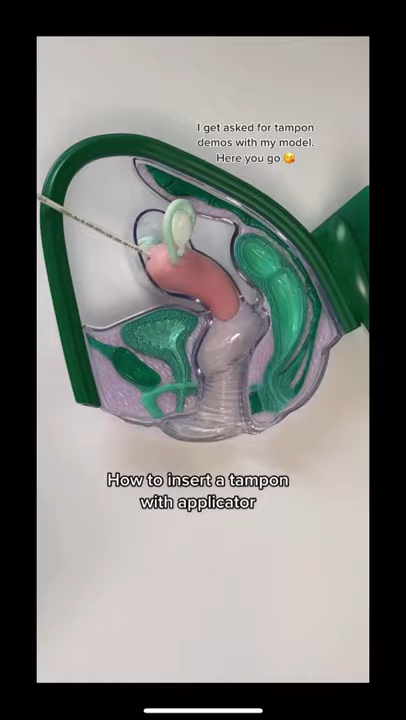 I get asked for tampon
demos with my model.
Here you go 😘
How to insert a tampon
with applicator